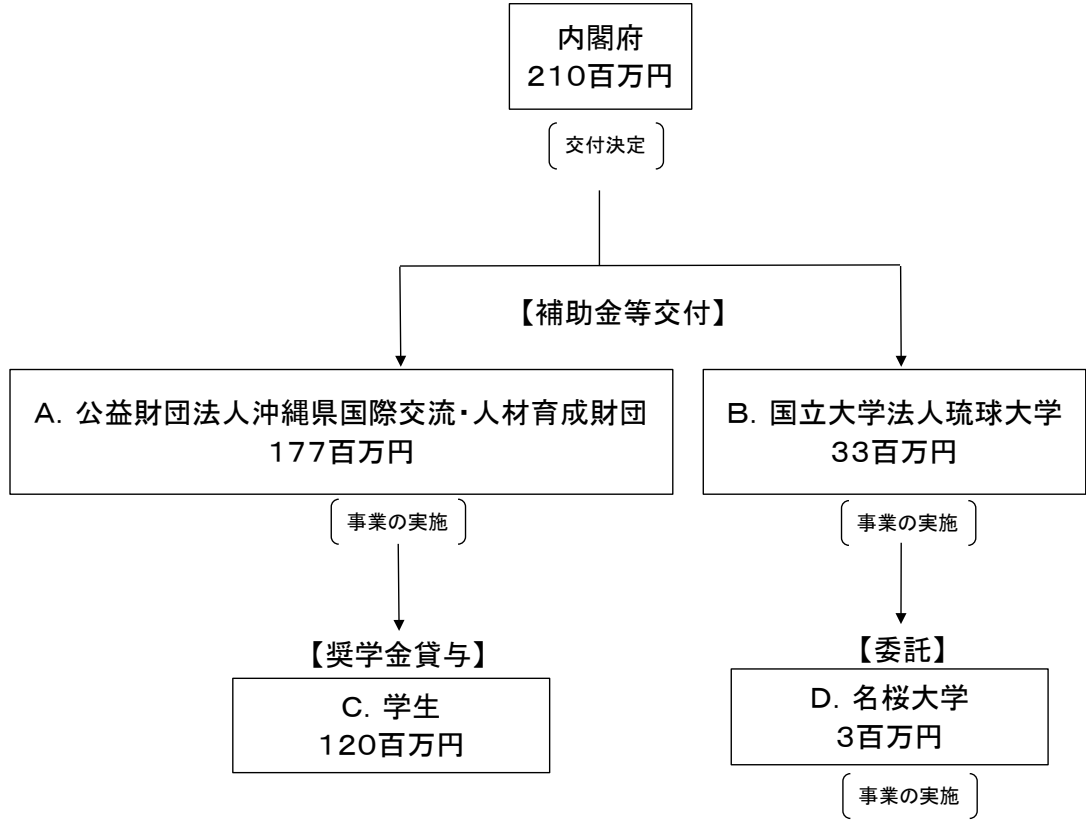 内閣府
210百万円
交付決定
【補助金等交付】
A. 公益財団法人沖縄県国際交流・人材育成財団
177百万円
B. 国立大学法人琉球大学
33百万円
事業の実施
事業の実施
【奨学金貸与】
【委託】
C. 学生
120百万円
D. 名桜大学
3百万円
事業の実施